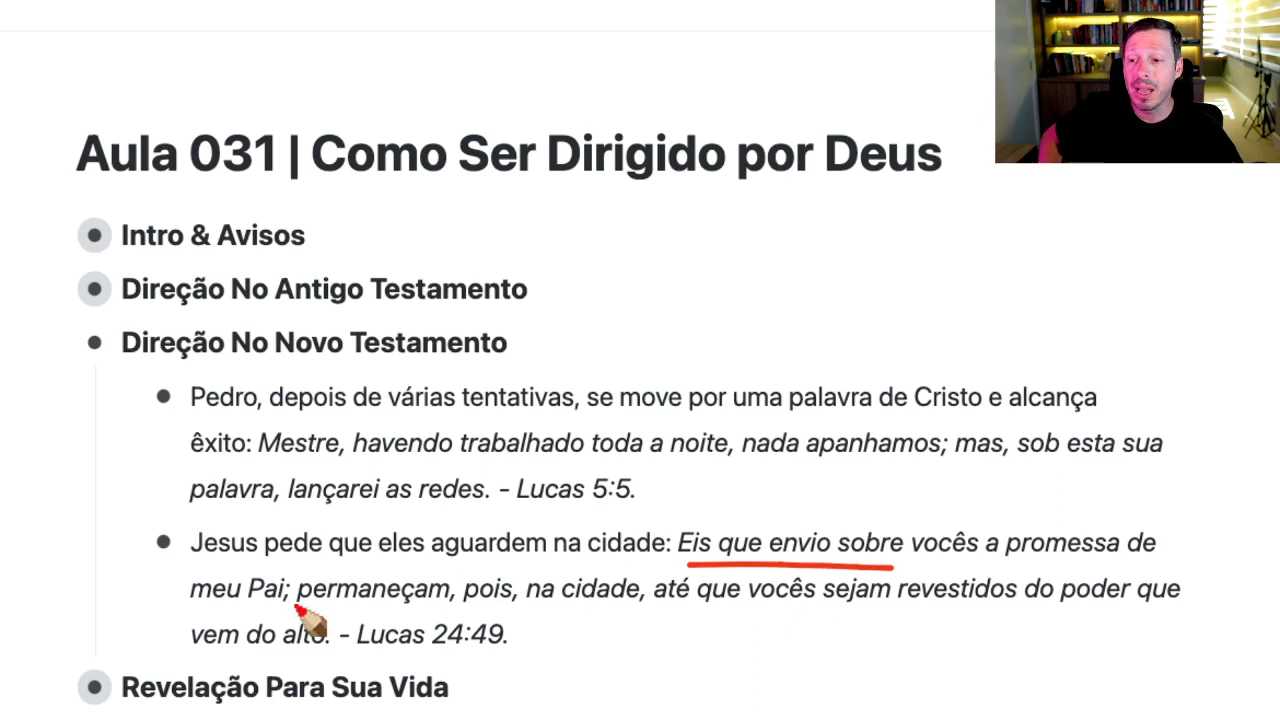 Aula 031 | Como Ser Dirigido por Deus
Intro & Avisos
Direção No Antigo Testamento
Direção No Novo Testamento
Pedro, depois de várias tentativas, se move por uma palavra de Cristo e alcança
êxito: Mestre, havendo trabalhado toda a noite, nada apanhamos; mas, sob esta sua
palavra, lançarei as redes. - Lucas 5:5.
Jesus pede que eles aguardem na cidade: Eis que envio sobre vocês a promessa de
meu Pai; permaneçam, pois, na cidade, até que vocês sejam revestidos do poder que
vem do alto. - Lucas 24:49.
Revelação Para Sua Vida